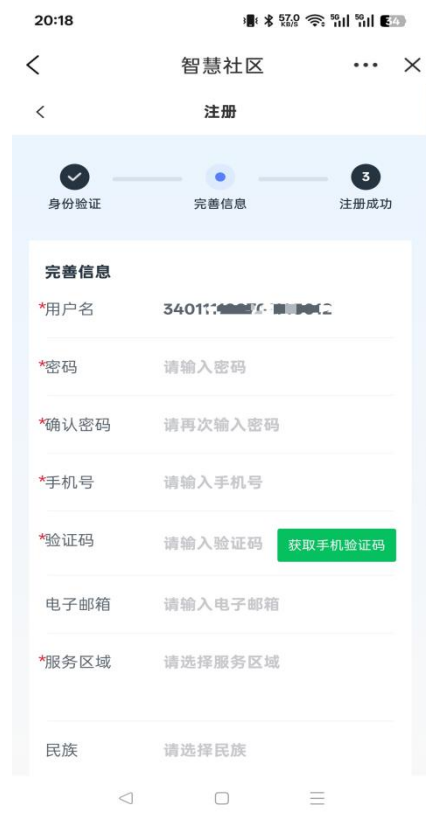 20:18
57.0 KB/S 5G 5G 34
智慧社区
注册
3
身份验证 完善信息 注册成功
完善信息
*用户名
*密码 请输入密码
*确认密码 请再次输入密码
*手机号 请输入手机号
*验证码 请输入验证码 获取手机验证码
电子邮箱 请输入电子邮箱
*服务区域 请选择服务区域
民族 请选择民族